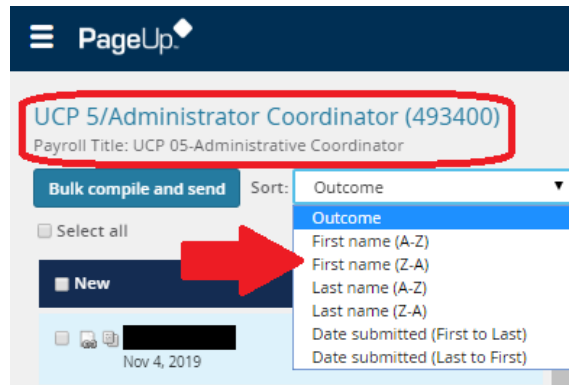 PageUp
UCP 5/Administrator Coordinator (493400)
Payroll Title: UCP 05-Administrative Coordinator
Bulk compile and send Sort: Outcome
Select all
Outcome
First name (A-Z)
First name (Z-A)
Last name (A-Z)
Last name (Z-A)
Date submitted (First to Last)
Date submitted (Last to First)
New
Nov 4, 2019